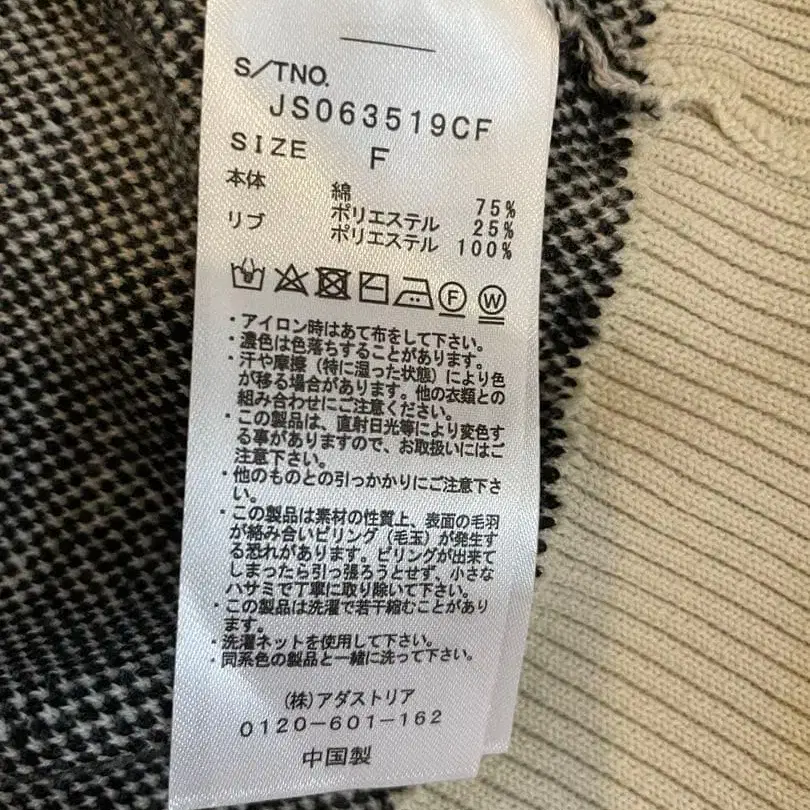 S/TNO.
JS063519CF
SIZE F
本体 綿 75%
ポリエステル 25%
リブ ポリエステル 100%
F W
・アイロン時はあて布をして下さい。
・濃色は色落ちすることがあります。
・汗や摩擦（特に湿った状態）により色
が移る場合があります。他の衣類との
組み合わせにご注意ください。
・この製品は、直射日光等により変色す
る事がありますので、お取扱いにはご
注意下さい。
・他のものとの引っかかりにご注意下さ
い。
・この製品は素材の性質上、表面の毛羽
が絡み合いピリング（毛玉）が発生す
る恐れがあります。ピリングが出来て
しまったら引っ張ろうとせず、小さな
ハサミで丁寧に取り除いて下さい。
・この製品は洗濯で若干縮むことがあり
ます。
・洗濯ネットを使用して下さい。
・同系色の製品と一緒に洗って下さい。
(株)アダストリア
0120-601-162
中国製